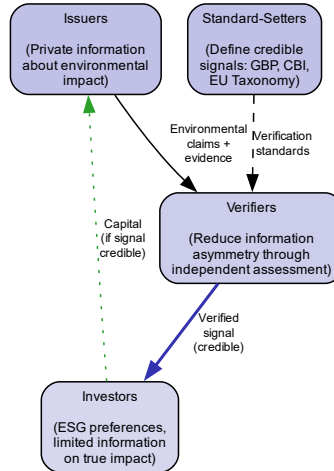 Issuers
(Private information
about environmental
impact)
Standard-Setters
(Define credible
signals: GBP, CBI,
EU Taxonomy)
Environmental
claims +
evidence
Verification
standards
Verifiers
(Reduce information
asymmetry through
independent assessment)
Capital
(if signal
credible)
Verified
signal
(credible)
Investors
(ESG preferences,
limited information
on true impact)